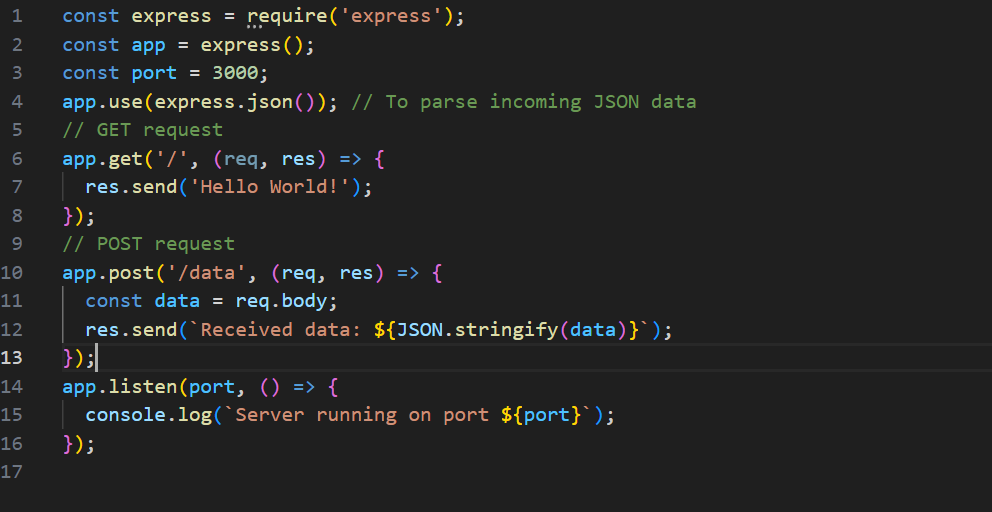 1 const express = require('express');
2 const app = express();
3 const port = 3000;
4 app.use(express.json()); // To parse incoming JSON data
5 // GET request
6 app.get('/', (req, res) => {
7   res.send('Hello World!');
8 });
9 // POST request
10 app.post('/data', (req, res) => {
11   const data = req.body;
12   res.send(`Received data: ${JSON.stringify(data)}`);
13 });
14 app.listen(port, () => {
15   console.log(`Server running on port ${port}`);
16 });
17